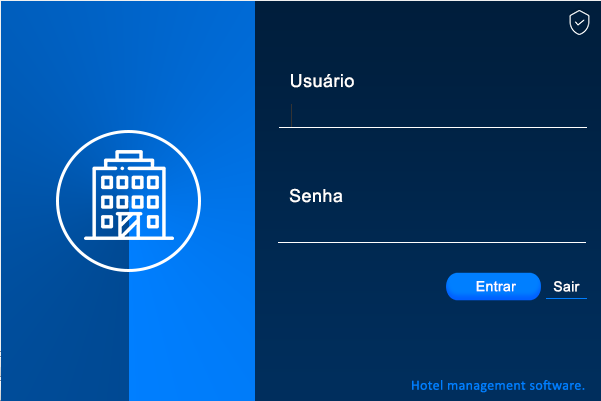 Usuário
Senha
Entrar
Sair
Hotel management software.